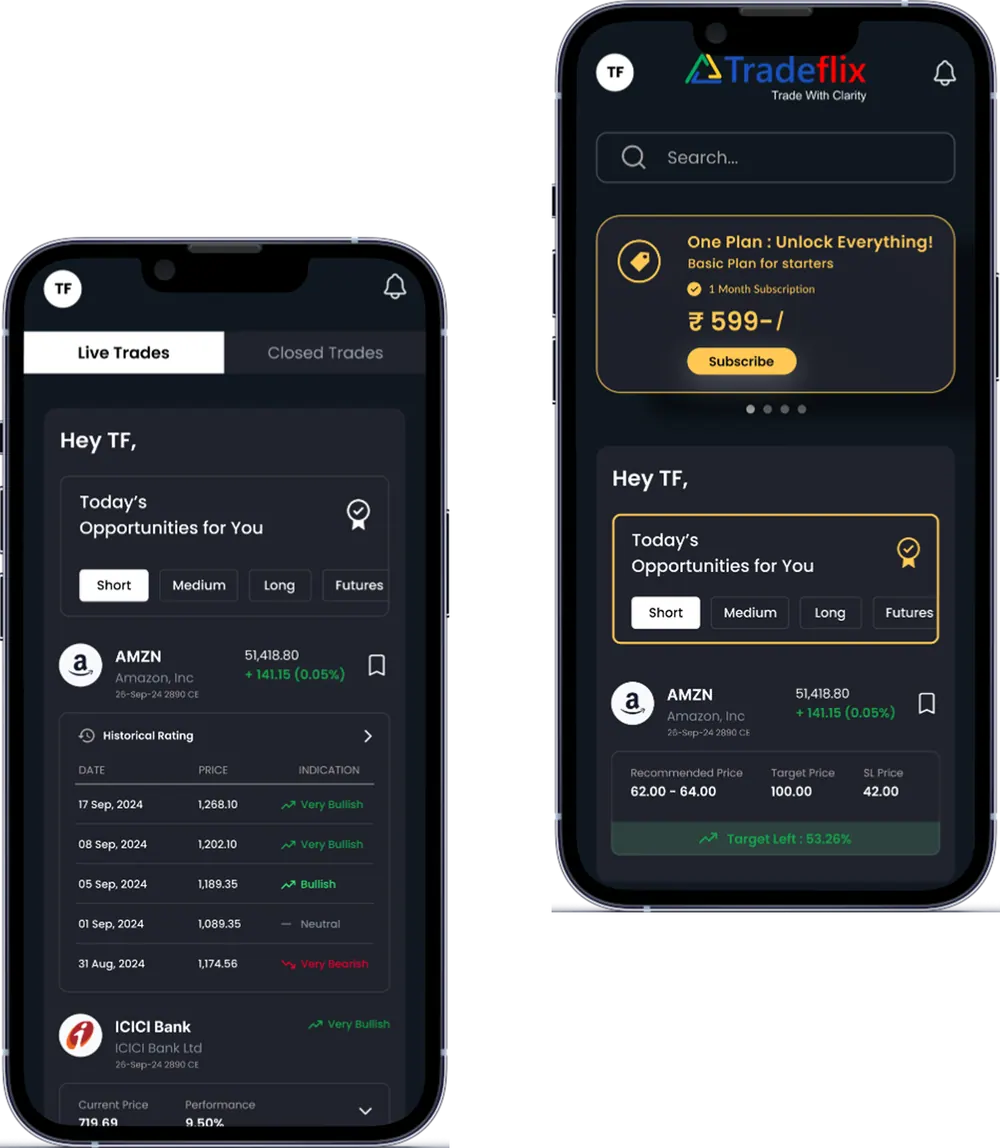 TF
Live Trades
Closed Trades
Hey TF,
Today's
Opportunities for You
Short Medium Long Futures
AMZN
Amazon, Inc
26-Sep-24 2890 CE
51,418.80
+ 141.15 (0.05%)
Historical Rating
DATE PRICE INDICATION
17 Sep, 2024 1,268.10 Very Bullish
08 Sep, 2024 1,202.10 Very Bullish
05 Sep, 2024 1,189.35 Bullish
01 Sep, 2024 1,089.35 Neutral
31 Aug, 2024 1,174.56 Very Bearish
ICICI Bank
ICICI Bank Ltd
26-Sep-24 2890 CE
Very Bullish
Current Price Performance
719.69 9.50%
TF
Tradeflix
Trade With Clarity
Search...
One Plan : Unlock Everything!
Basic Plan for starters
1 Month Subscription
₹ 599-/
Subscribe
Hey TF,
Today's
Opportunities for You
Short Medium Long Futures
AMZN
Amazon, Inc
26-Sep-24 2890 CE
51,418.80
+ 141.15 (0.05%)
Recommended Price Target Price SL Price
62.00 - 64.00 100.00 42.00
Target Left : 53.26%